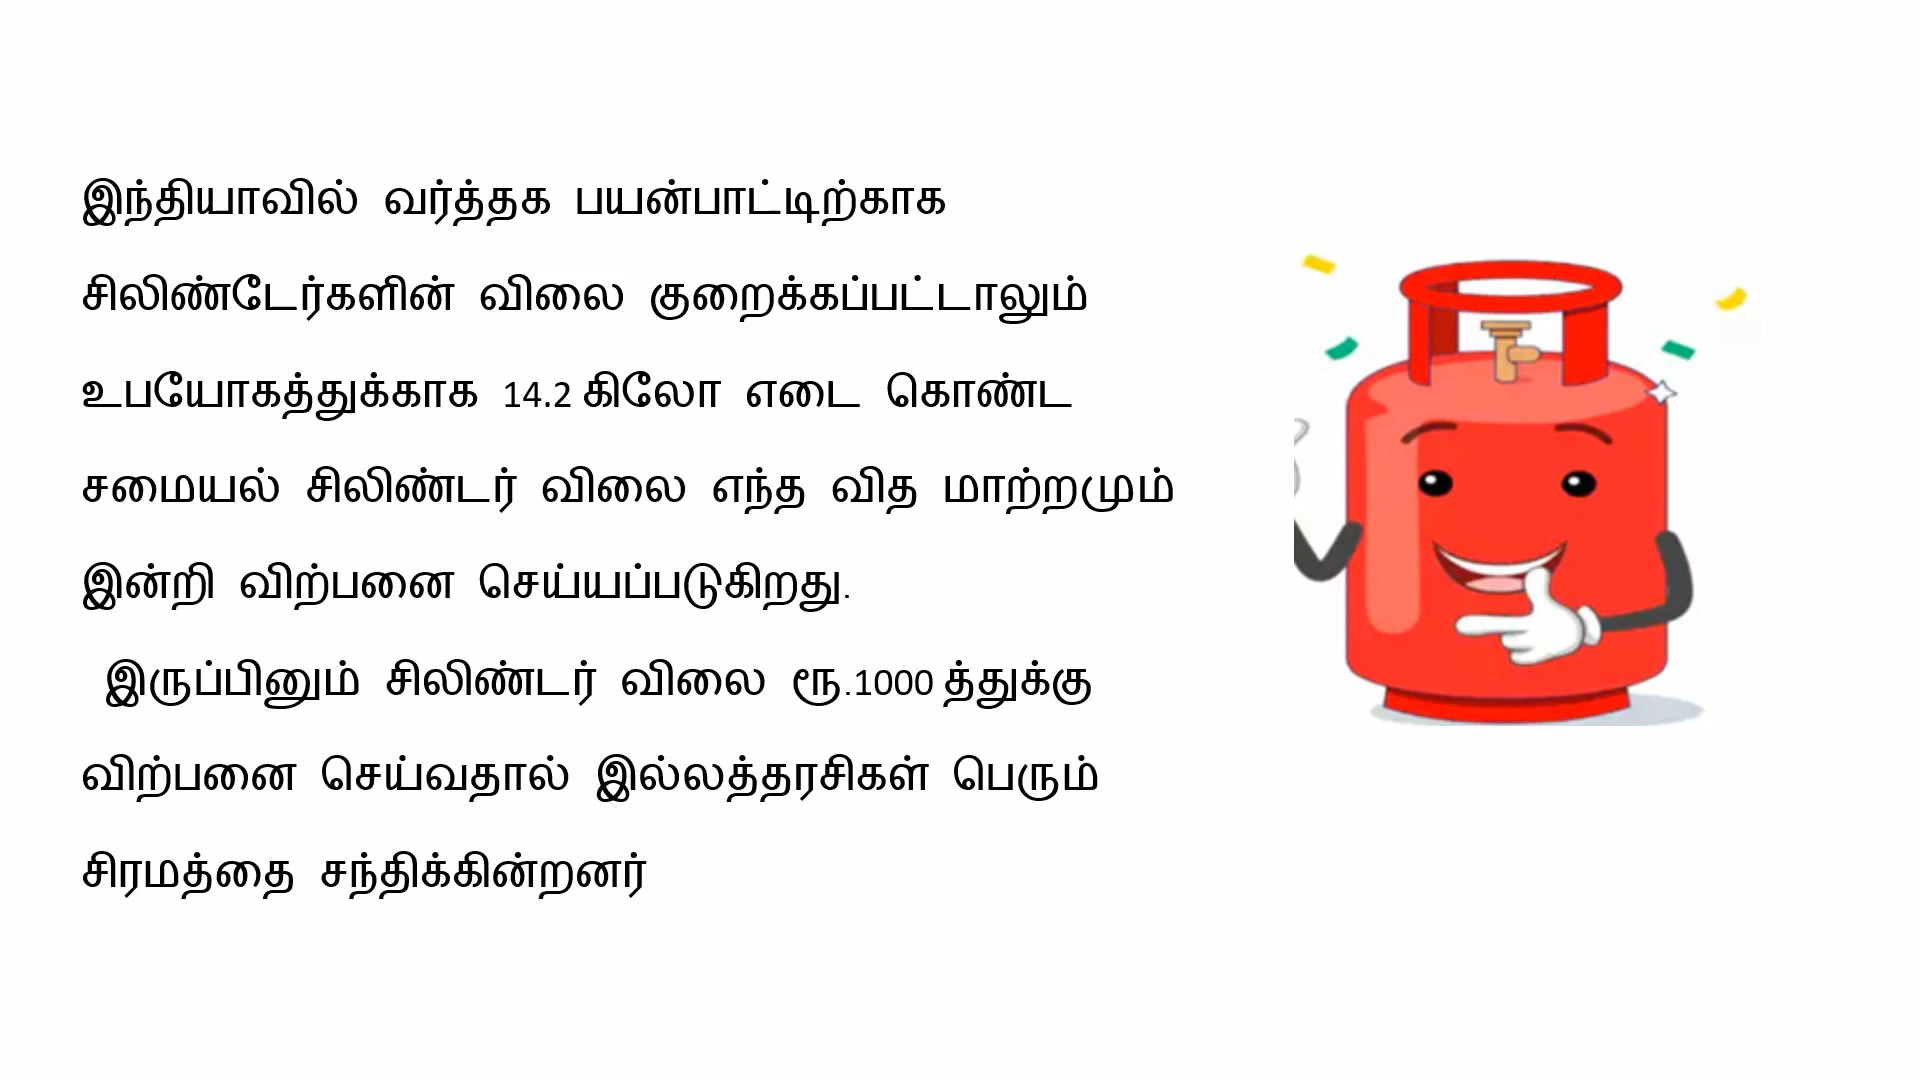 இந்தியாவில் வர்த்தக பயன்பாட்டிற்காக
சிலிண்டேர்களின் விலை குறைக்கப்பட்டாலும்
உபயோகத்துக்காக 14.2 கிலோ எடை கொண்ட
சமையல் சிலிண்டர் விலை எந்த வித மாற்றமும்
இன்றி விற்பனை செய்யப்படுகிறது.
இருப்பினும் சிலிண்டர் விலை ரூ.1000 த்துக்கு
விற்பனை செய்வதால் இல்லத்தரசிகள் பெரும்
சிரமத்தை சந்திக்கின்றனர்